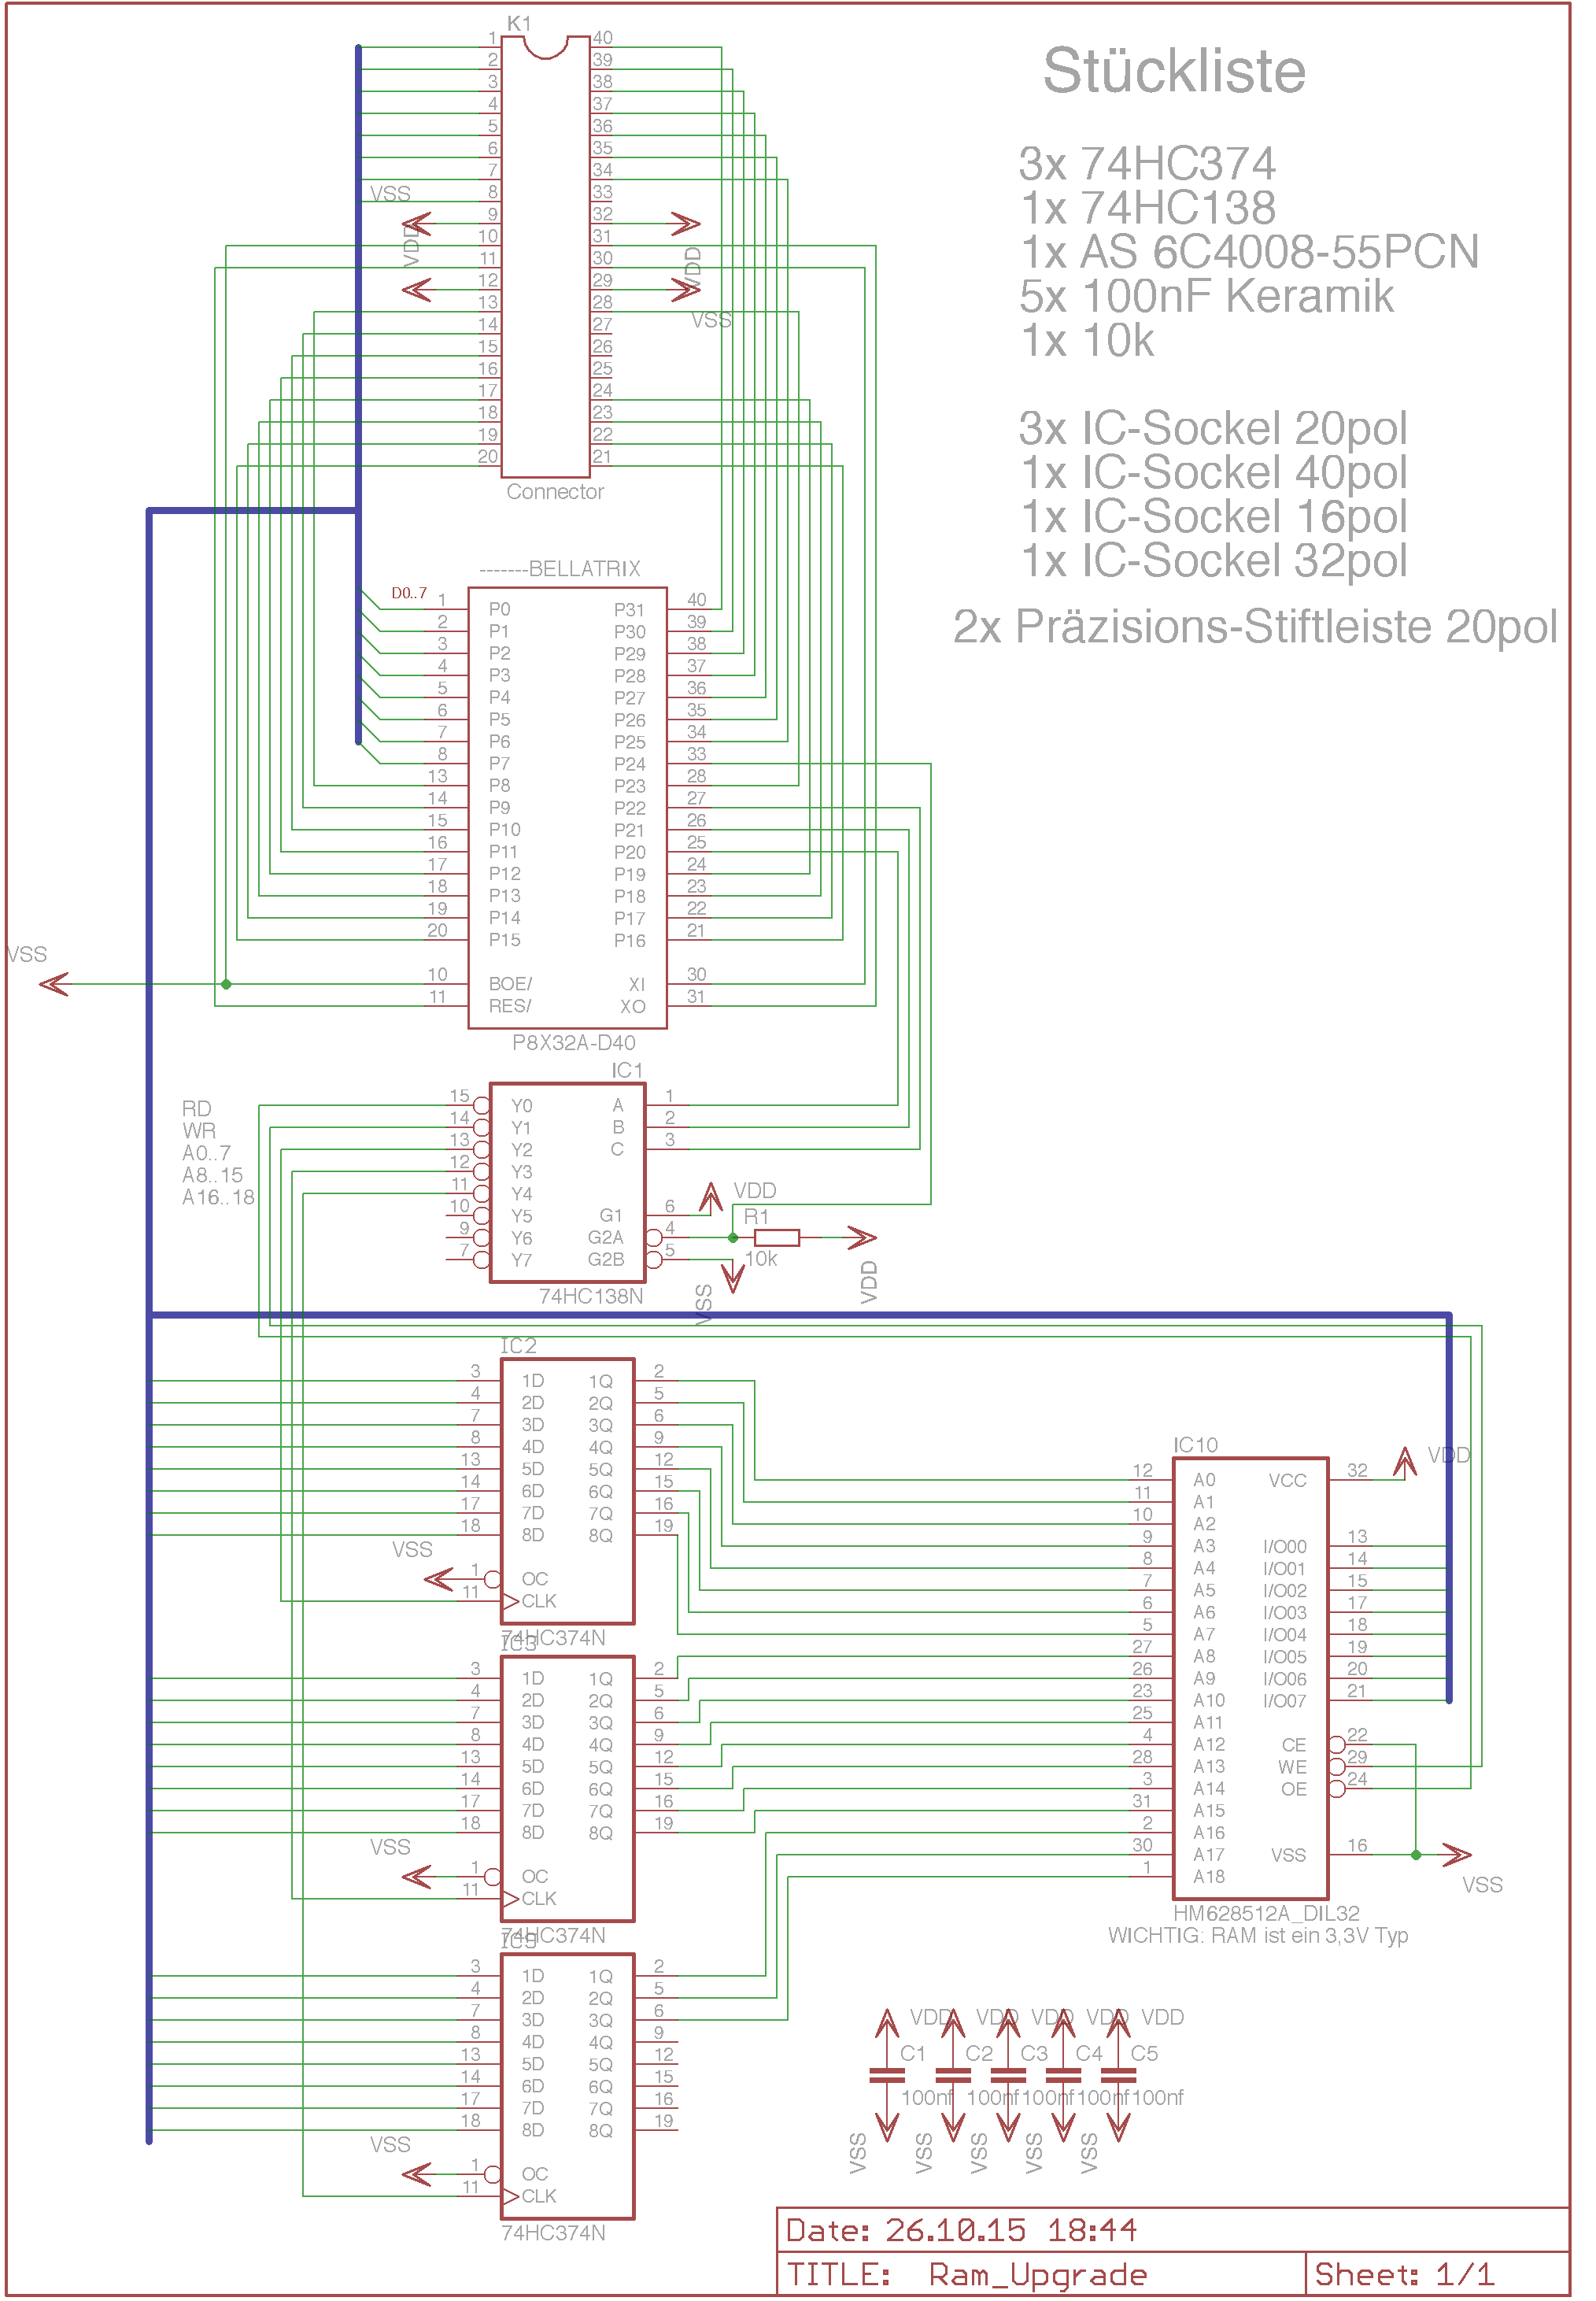 K1
1 40
2 39
3 38
4 37
5 36
6 35
7 34
VSS 8 33
9 32
VDD 10 31 VDD
11 30
12 29
13 28 VSS
14 27
15 26
16 25
17 24
18 23
19 22
20 21
Connector
Stückliste
3x 74HC374
1x 74HC138
1x AS 6C4008-55PCN
5x 100nF Keramik
1x 10k
3x IC-Sockel 20pol
1x IC-Sockel 40pol
1x IC-Sockel 16pol
1x IC-Sockel 32pol
2x Präzisions-Stiftleiste 20pol
-------BELLATRIX
D0..7
1 P0 P31 40
2 P1 P30 39
3 P2 P29 38
4 P3 P28 37
5 P4 P27 36
6 P5 P26 35
7 P6 P25 34
8 P7 P24 33
13 P8 P23 28
14 P9 P22 27
15 P10 P21 26
16 P11 P20 25
17 P12 P19 24
18 P13 P18 23
19 P14 P17 22
20 P15 P16 21
VSS
10 BOE/ XI 30
11 RES/ XO 31
P8X32A-D40
IC1
RD
WR
A0..7
A8..15
A16..18
15 Y0 A 1
14 Y1 B 2
13 Y2 C 3
12 Y3
11 Y4
10 Y5 G1 6
9 Y6 G2A 4
7 Y7 G2B 5
VDD
R1
10k
VDD
VSS
74HC138N
IC2
3 1D 1Q 2
4 2D 2Q 5
7 3D 3Q 6
8 4D 4Q 9
13 5D 5Q 12
14 6D 6Q 15
17 7D 7Q 16
18 8D 8Q 19
VSS
1 OC
11 CLK
74HC374N
IC3
3 1D 1Q 2
4 2D 2Q 5
7 3D 3Q 6
8 4D 4Q 9
13 5D 5Q 12
14 6D 6Q 15
17 7D 7Q 16
18 8D 8Q 19
VSS
1 OC
11 CLK
74HC374N
3 1D 1Q 2
4 2D 2Q 5
7 3D 3Q 6
8 4D 4Q 9
13 5D 5Q 12
14 6D 6Q 15
17 7D 7Q 16
18 8D 8Q 19
VSS
1 OC
11 CLK
74HC374N
IC10
12 A0 VCC 32 VDD
11 A1
10 A2
9 A3 I/O00 13
8 A4 I/O01 14
7 A5 I/O02 15
6 A6 I/O03 17
5 A7 I/O04 18
27 A8 I/O05 19
26 A9 I/O06 20
23 A10 I/O07 21
25 A11
4 A12 CE 22
28 A13 WE 29
3 A14 OE 24
31 A15
2 A16
30 A17 VSS 16
1 A18
VSS
HM628512A_DIL32
WICHTIG: RAM ist ein 3,3V Typ
VDD VDD VDD VDD VDD
C1 C2 C3 C4 C5
100nf 100nf 100nf 100nf 100nf
VSS VSS VSS VSS VSS
Date: 26.10.15 18:44
TITLE: Ram_Upgrade
Sheet: 1/1